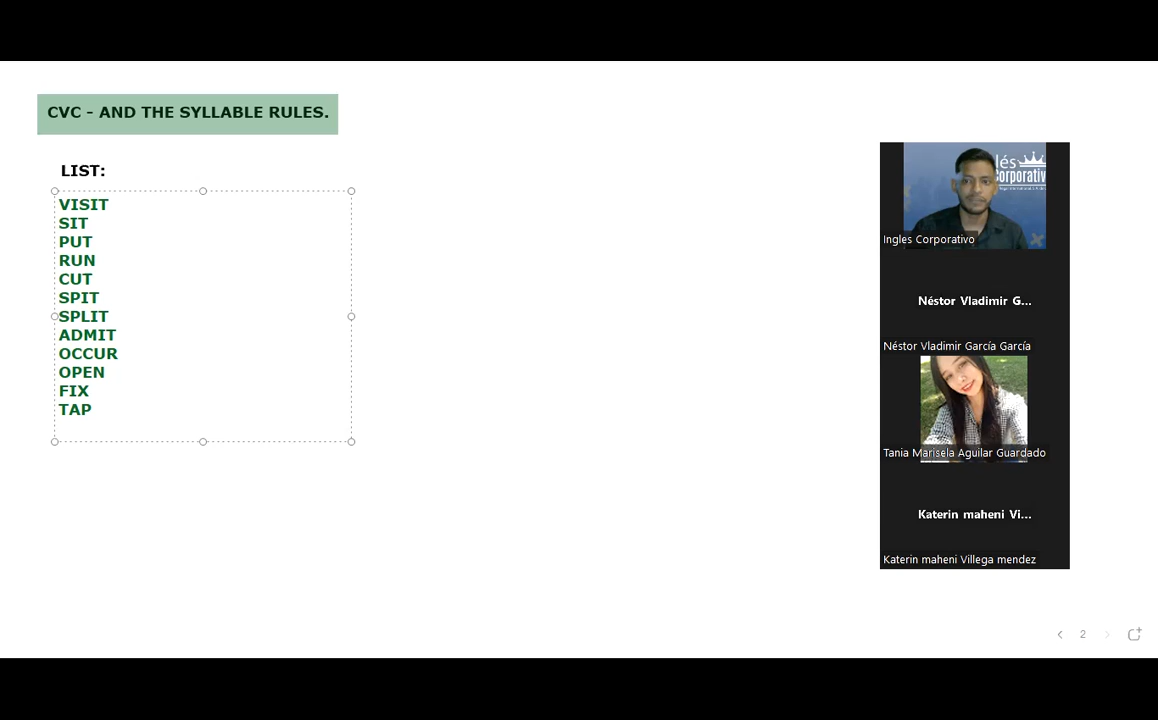 CVC - AND THE SYLLABLE RULES.
LIST:
VISIT
SIT
PUT
RUN
CUT
SPIT
SPLIT
ADMIT
OCCUR
OPEN
FIX
TAP
lés
Corporativ
Ingles Corporativo
Néstor Vladimir G...
Néstor Vladimir García García
Tania Marisela Aguilar Guardado
Katerin maheni Vi...
Katerin maheni Villega mendez
2